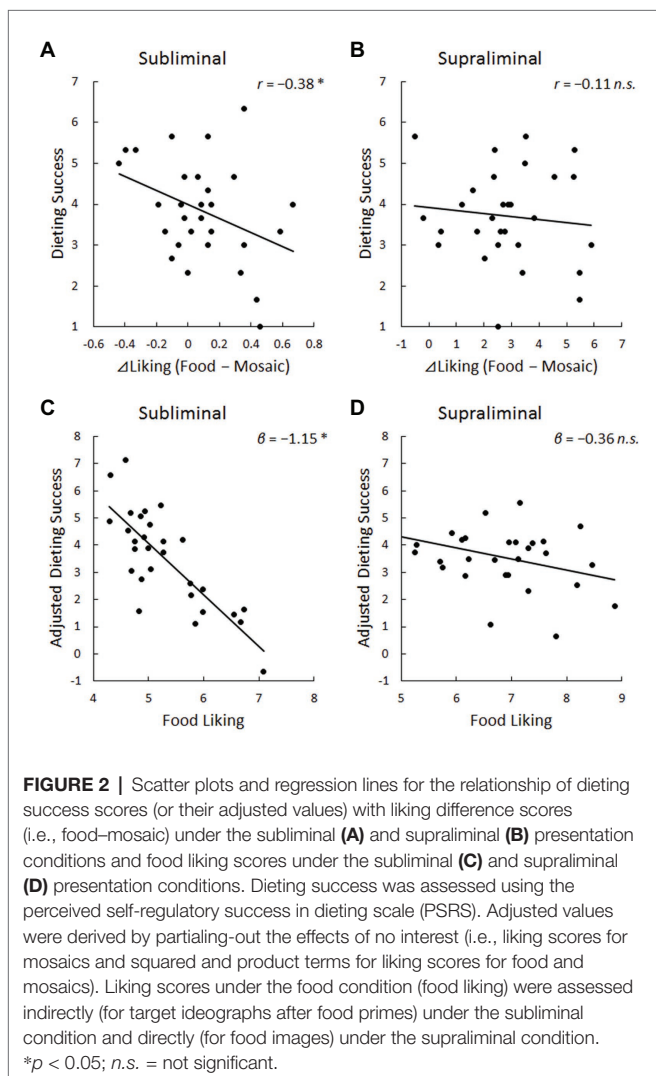 A
Subliminal
r = −0.38 *
7
6
5
4
3
2
1
Dieting Success
-0.6 -0.4 -0.2 0 0.2 0.4 0.6 0.8
⊿Liking (Food − Mosaic)
B
Supraliminal
r = −0.11 n.s.
7
6
5
4
3
2
1
Dieting Success
-1 0 1 2 3 4 5 6 7
⊿Liking (Food − Mosaic)
C
Subliminal
β = −1.15 *
8
7
6
5
4
3
2
1
0
-1
Adjusted Dieting Success
4 5 6 7 8
Food Liking
D
Supraliminal
β = −0.36 n.s.
8
7
6
5
4
3
2
1
0
-1
Adjusted Dieting Success
5 6 7 8 9
Food Liking
FIGURE 2 | Scatter plots and regression lines for the relationship of dieting
success scores (or their adjusted values) with liking difference scores
(i.e., food–mosaic) under the subliminal (A) and supraliminal (B) presentation
conditions and food liking scores under the subliminal (C) and supraliminal
(D) presentation conditions. Dieting success was assessed using the
perceived self-regulatory success in dieting scale (PSRS). Adjusted values
were derived by partialing-out the effects of no interest (i.e., liking scores for
mosaics and squared and product terms for liking scores for food and
mosaics). Liking scores under the food condition (food liking) were assessed
indirectly (for target ideographs after food primes) under the subliminal
condition and directly (for food images) under the supraliminal condition.
*p < 0.05; n.s. = not significant.